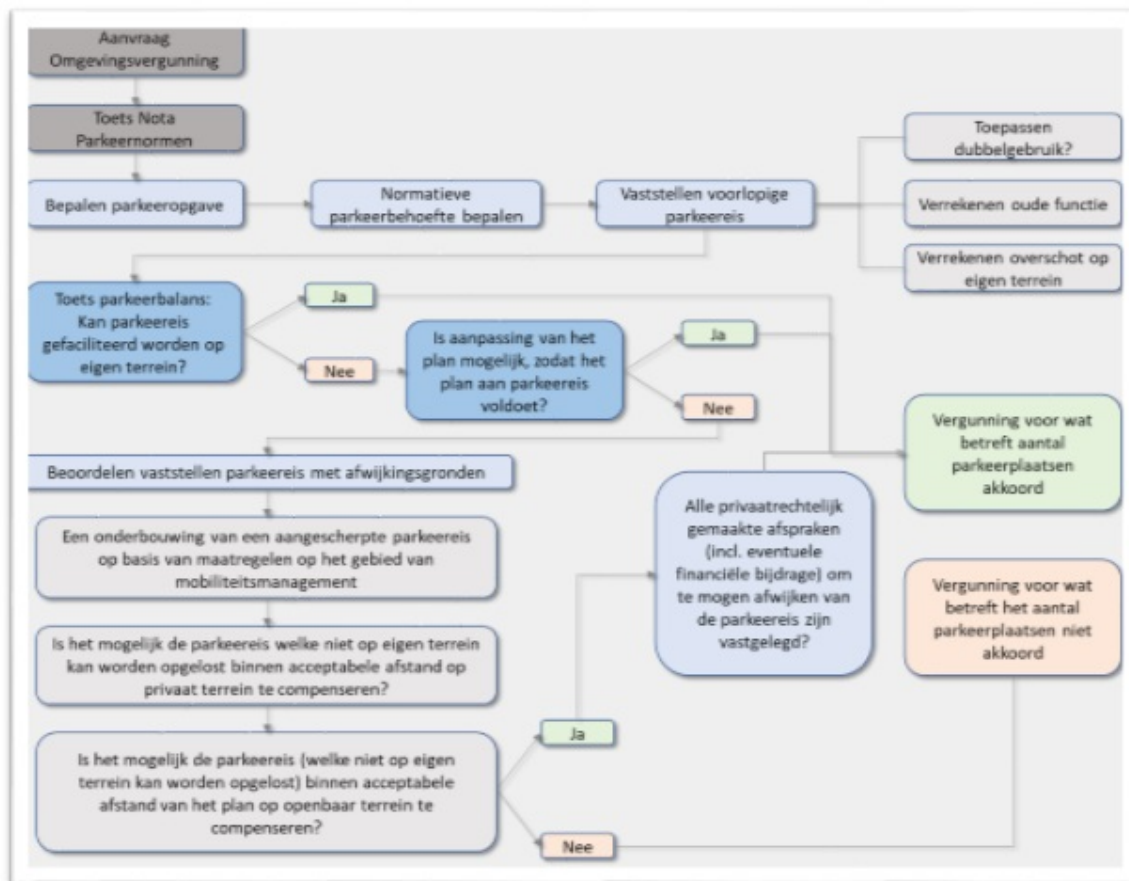 Aanvraag
Omgevingsvergunning
Toets Nota
Parkeernormen
Bepalen parkeeropgave
Normatieve
parkeerbehoefte bepalen
Vaststellen voorlopige
parkeereis
Toepassen
dubbelgebruik?
Verrekenen oude functie
Verrekenen overschot op
eigen terrein
Toets parkeerbalans:
Kan parkeereis
gefaciliteerd worden op
eigen terrein?
Ja
Nee
Is aanpassing van het
plan mogelijk, zodat het
plan aan parkeereis
voldoet?
Ja
Nee
Beoordelen vaststellen parkeereis met afwijkingsgronden
Een onderbouwing van een aangescherpte parkeereis
op basis van maatregelen op het gebied van
mobiliteitsmanagement
Is het mogelijk de parkeereis welke niet op eigen terrein
kan worden opgelost binnen acceptabele afstand op
privaat terrein te compenseren?
Is het mogelijk de parkeereis (welke niet op eigen
terrein kan worden opgelost) binnen acceptabele
afstand van het plan op openbaar terrein te
compenseren?
Ja
Nee
Alle privaatrechtelijk
gemaakte afspraken
(incl. eventuele
financiële bijdrage) om
te mogen afwijken van
de parkeereis zijn
vastgelegd?
Vergunning voor wat
betreft aantal
parkeerplaatsen
akkoord
Vergunning voor wat
betreft het aantal
parkeerplaatsen niet
akkoord